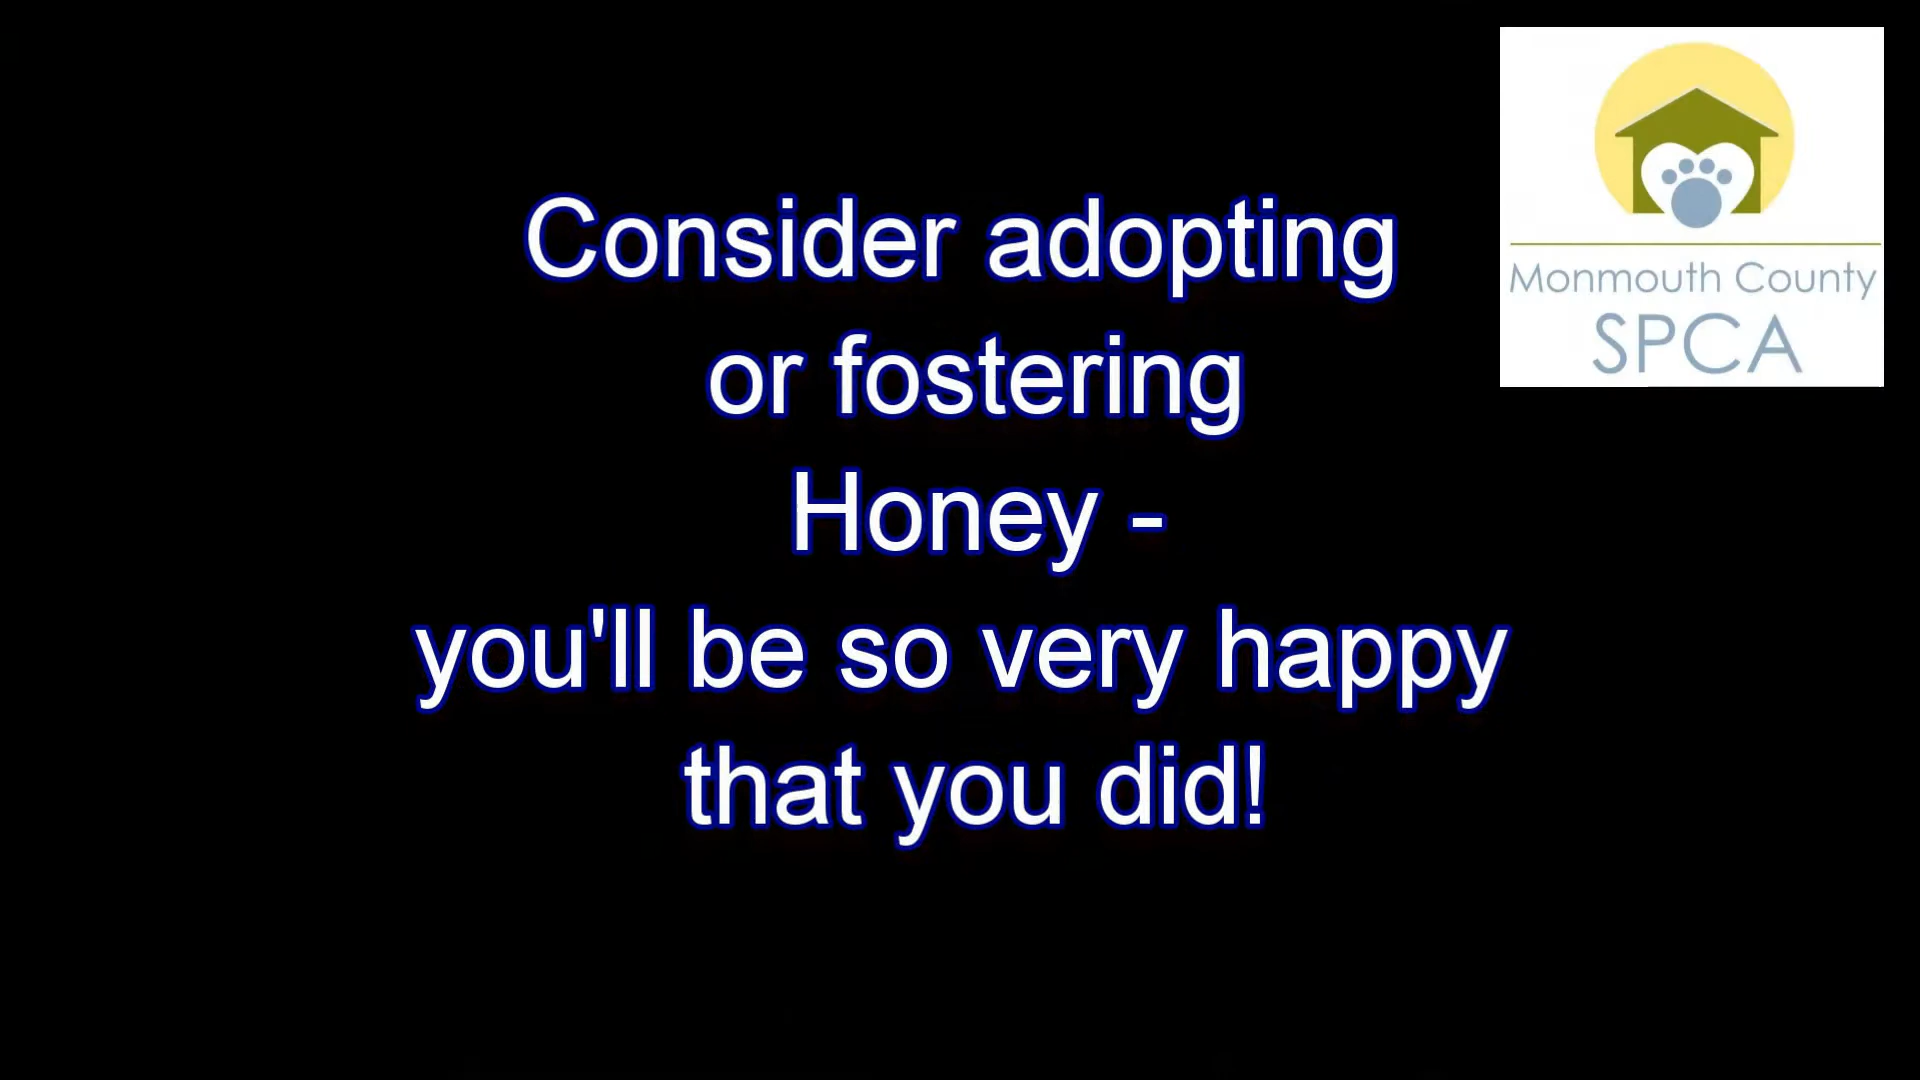 Consider adopting
or fostering
Honey -
you'll be so very happy
that you did!
Monmouth County
SPCA